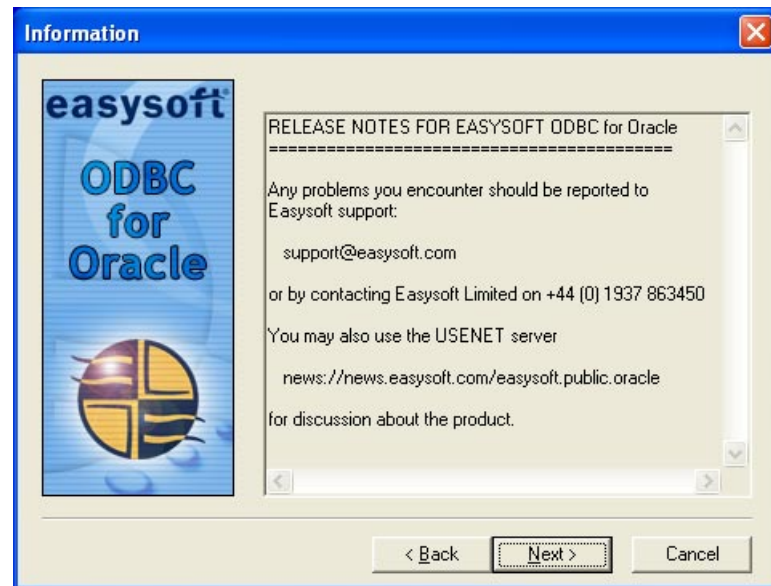 Information
easysoft
ODBC
for
Oracle
RELEASE NOTES FOR EASYSOFT ODBC for Oracle
==========================================
Any problems you encounter should be reported to
Easysoft support:
support@easysoft.com
or by contacting Easysoft Limited on +44 (0) 1937 863450
You may also use the USENET server
news://news.easysoft.com/easysoft.public.oracle
for discussion about the product.
< Back
Next >
Cancel